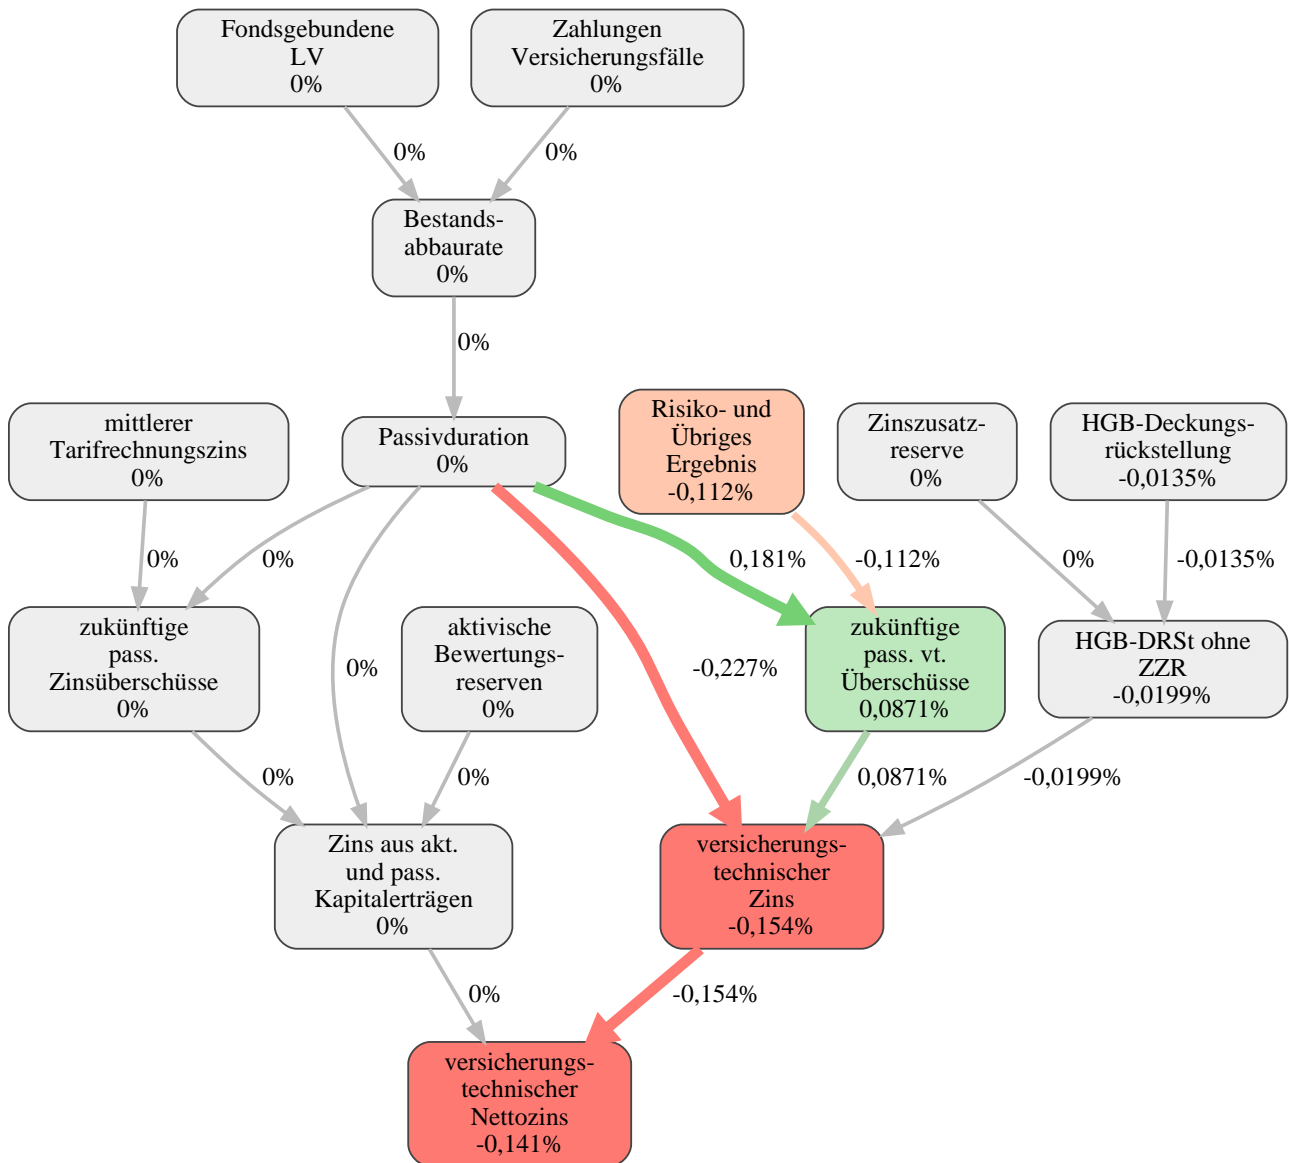 Fondsgebundene
LV
0%
Zahlungen
Versicherungsfälle
0%
0%
0%
Bestands-
abbaurate
0%
0%
mittlerer
Tarifrechnungszins
0%
Passivduration
0%
Risiko- und
Übriges
Ergebnis
-0,112%
Zinszusatz-
reserve
0%
HGB-Deckungs-
rückstellung
-0,0135%
0%
0%
0,181%
-0,112%
0%
-0,0135%
zukünftige
pass.
Zinsüberschüsse
0%
0%
aktivische
Bewertungs-
reserven
0%
-0,227%
zukünftige
pass. vt.
Überschüsse
0,0871%
HGB-DRSt ohne
ZZR
-0,0199%
0%
0%
0,0871%
-0,0199%
Zins aus akt.
und pass.
Kapitalerträgen
0%
versicherungs-
technischer
Zins
-0,154%
0%
-0,154%
versicherungs-
technischer
Nettozins
-0,141%